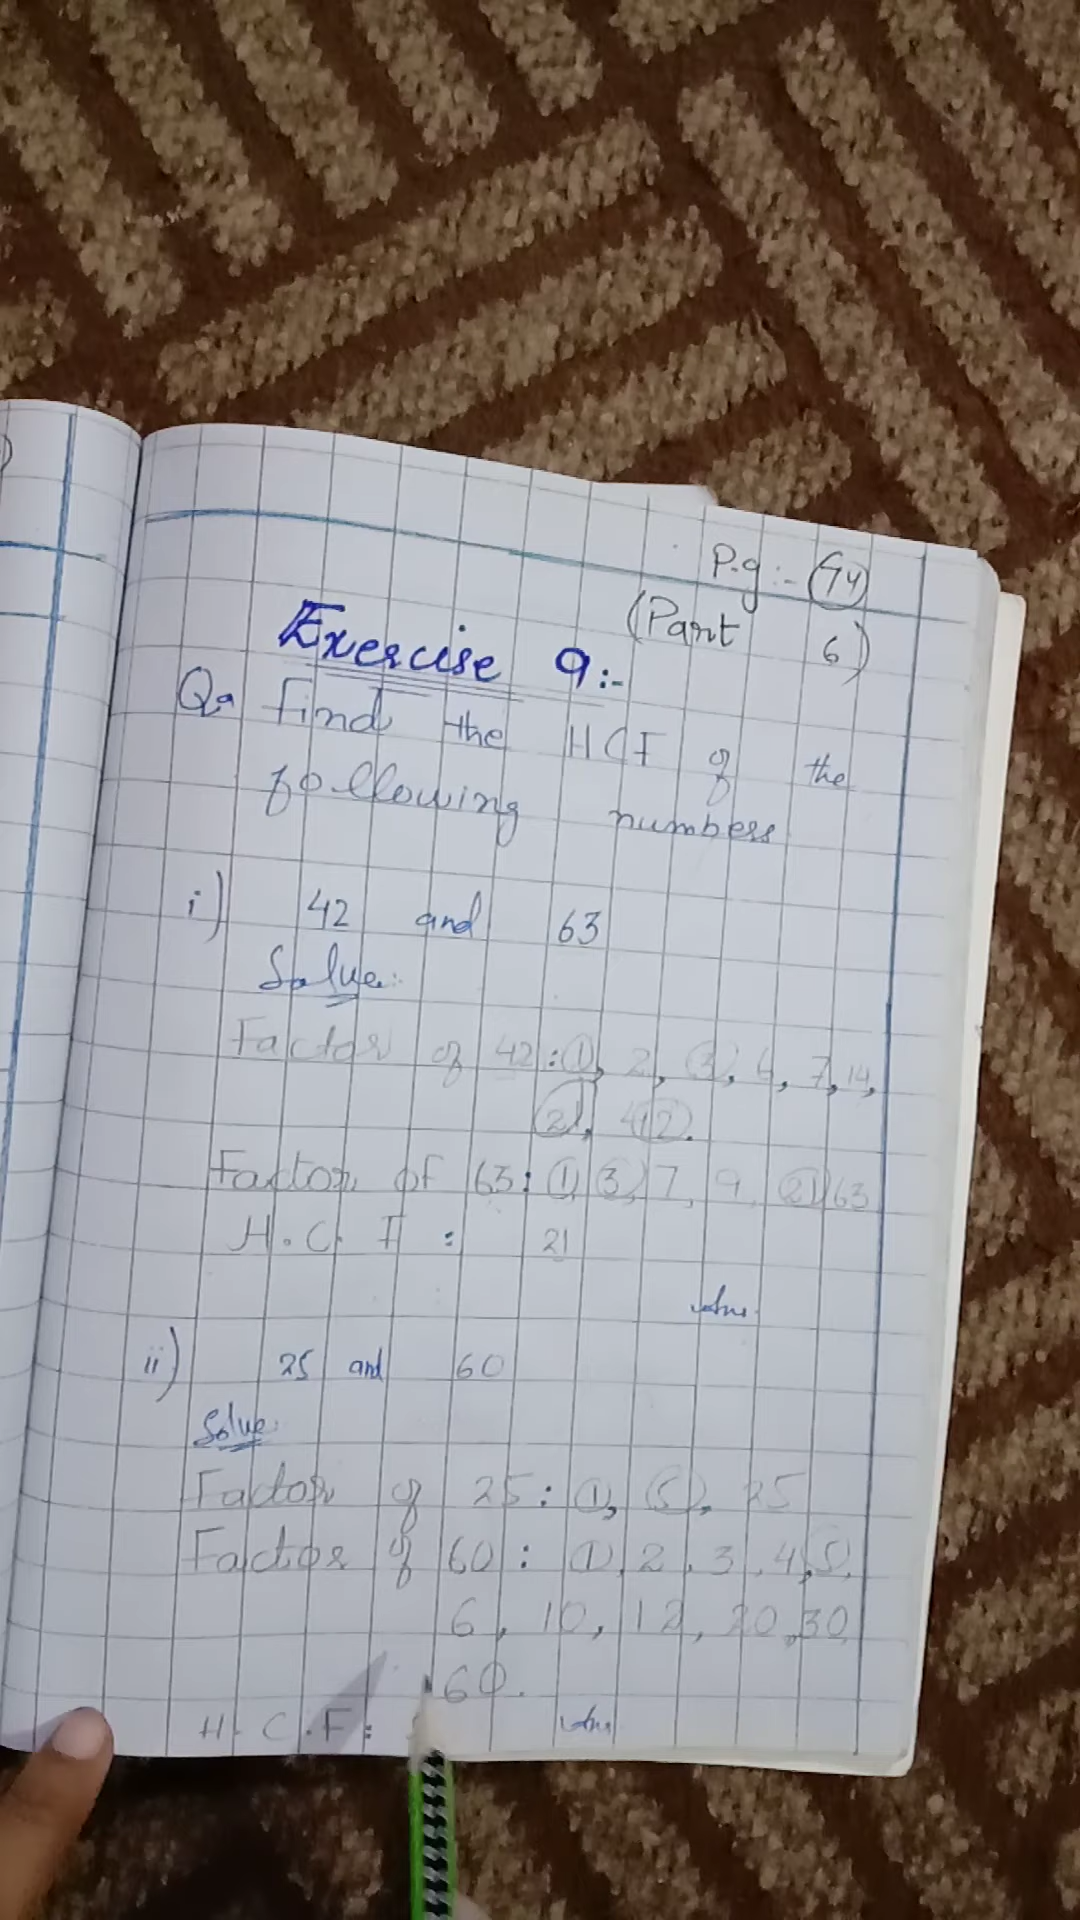 P.g :- 94
(Part 6)
Exercise 9:-
Q. Find the HCF of the
following numbers
i) 42 and 63
Solve:
Factor of 42 : 1, 2, 3, 6, 7, 14,
21, 42.
Factor of 63 : 1, 3, 7, 9, 21, 63
H.C.F : 21
Ans.
ii) 25 and 60
Solve.
Factor of 25 : 1, 5, 25
Factor of 60 : 1, 2, 3, 4, 5,
6, 10, 12, 20, 30
60.
H.C.F: Ans